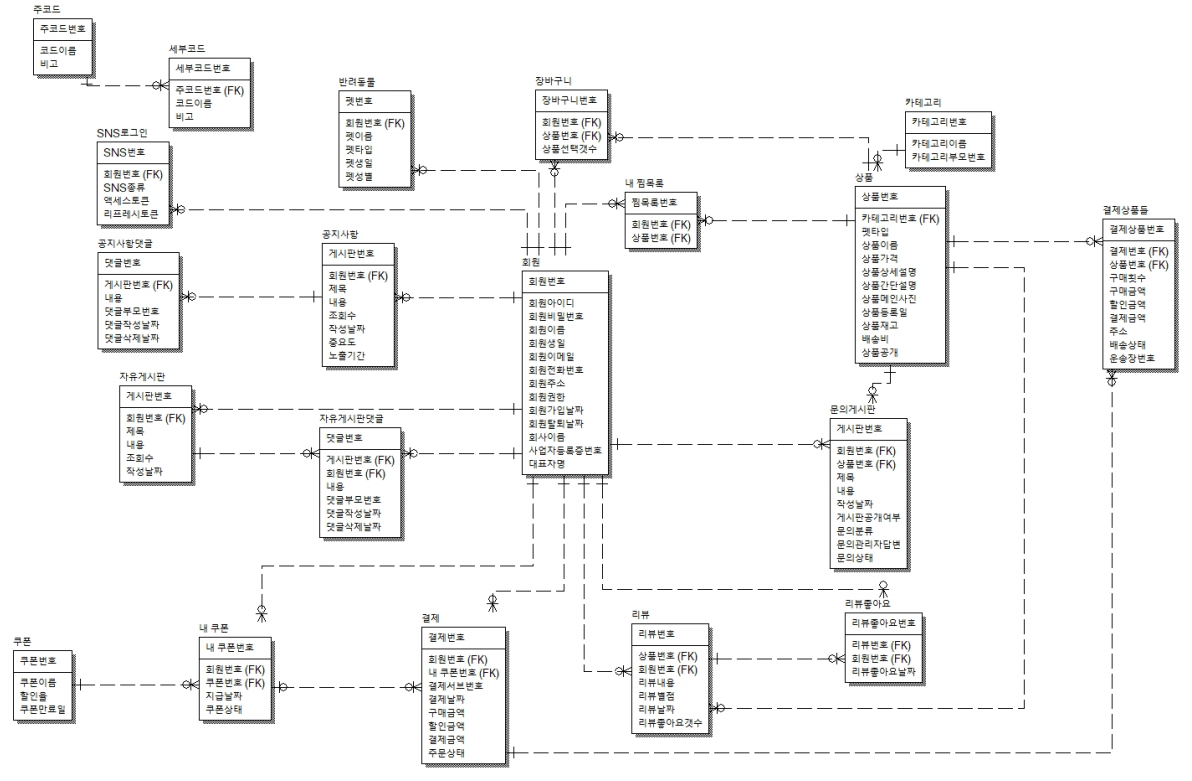 주코드
주코드번호
코드이름
비고
세부코드
세부코드번호
주코드번호 (FK)
코드이름
비고
SNS로그인
SNS번호
회원번호 (FK)
SNS종류
액세스토큰
리프레시토큰
반려동물
펫번호
회원번호 (FK)
펫이름
펫타입
펫생일
펫성별
장바구니
장바구니번호
회원번호 (FK)
상품번호 (FK)
상품선택갯수
카테고리
카테고리번호
카테고리이름
카테고리부모번호
내 찜목록
찜목록번호
회원번호 (FK)
상품번호 (FK)
상품
상품번호
카테고리번호 (FK)
펫타입
상품이름
상품가격
상품상세설명
상품간단설명
상품메인사진
상품등록일
상품재고
배송비
상품공개
결제상품들
결제상품번호
결제번호 (FK)
상품번호 (FK)
구매횟수
구매금액
할인금액
결제금액
주소
배송상태
운송장번호
공지사항댓글
댓글번호
게시판번호 (FK)
내용
댓글부모번호
댓글작성날짜
댓글삭제날짜
공지사항
게시판번호
회원번호 (FK)
제목
내용
조회수
작성날짜
중요도
노출기간
회원
회원번호
회원아이디
회원비밀번호
회원이름
회원생일
회원이메일
회원전화번호
회원주소
회원권한
회원가입날짜
회원탈퇴날짜
회사이름
사업자등록증번호
대표자명
자유게시판
게시판번호
회원번호 (FK)
제목
내용
조회수
작성날짜
자유게시판댓글
댓글번호
게시판번호 (FK)
회원번호 (FK)
내용
댓글부모번호
댓글작성날짜
댓글삭제날짜
문의게시판
게시판번호
회원번호 (FK)
상품번호 (FK)
제목
내용
작성날짜
게시판공개여부
문의분류
문의관리자답변
문의상태
쿠폰
쿠폰번호
쿠폰이름
할인율
쿠폰만료일
내 쿠폰
내 쿠폰번호
회원번호 (FK)
쿠폰번호 (FK)
지급날짜
쿠폰상태
결제
결제번호
회원번호 (FK)
내 쿠폰번호 (FK)
결제서브번호
결제날짜
구매금액
할인금액
결제금액
주문상태
리뷰
리뷰번호
상품번호 (FK)
회원번호 (FK)
리뷰내용
리뷰별점
리뷰날짜
리뷰좋아요갯수
리뷰좋아요
리뷰좋아요번호
리뷰번호 (FK)
회원번호 (FK)
리뷰좋아요날짜